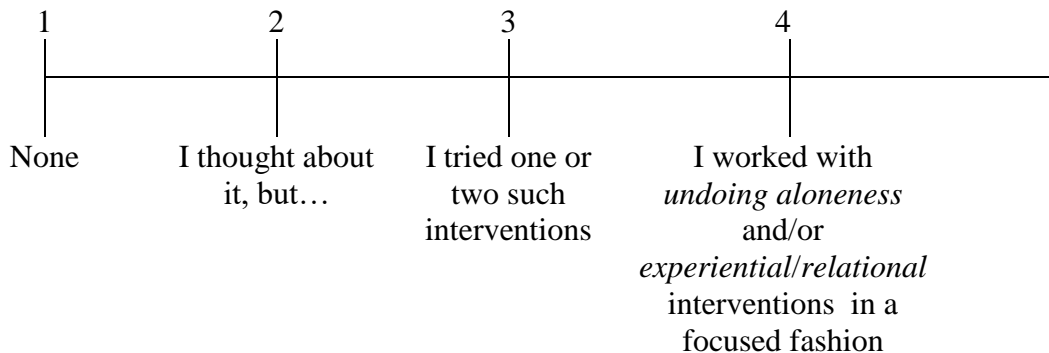 1 2 3 4
None I thought about I tried one or I worked with
it, but… two such undoing aloneness
interventions and/or
experiential/relational
interventions in a
focused fashion